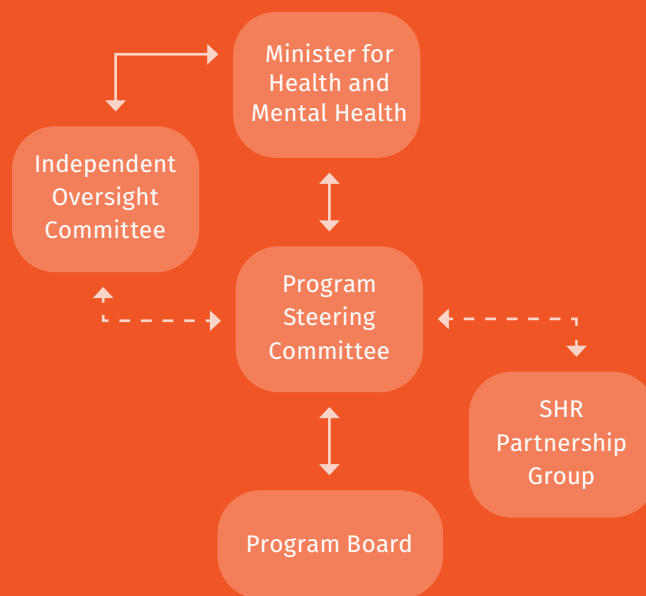 Minister for
Health and
Mental Health
Independent
Oversight
Committee
Program
Steering
Committee
SHR
Partnership
Group
Program Board